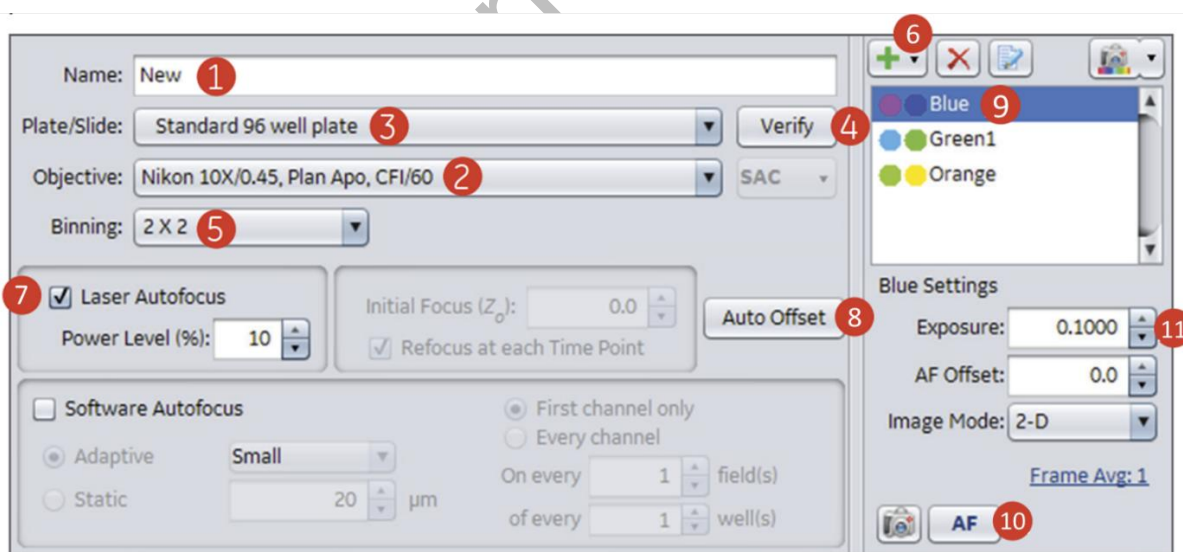 Name: New 1
Plate/Slide: Standard 96 well plate 3 Verify 4
Objective: Nikon 10X/0.45, Plan Apo, CFI/60 2 SAC
Binning: 2 X 2 5
7 Laser Autofocus
Power Level (%): 10
Initial Focus (Zo): 0.0
Refocus at each Time Point
Auto Offset 8
Software Autofocus
Adaptive Small
Static 20 µm
First channel only
Every channel
On every 1 field(s)
of every 1 well(s)
6
Blue 9
Green1
Orange
Blue Settings
Exposure: 0.1000 11
AF Offset: 0.0
Image Mode: 2-D
Frame Avg: 1
AF 10